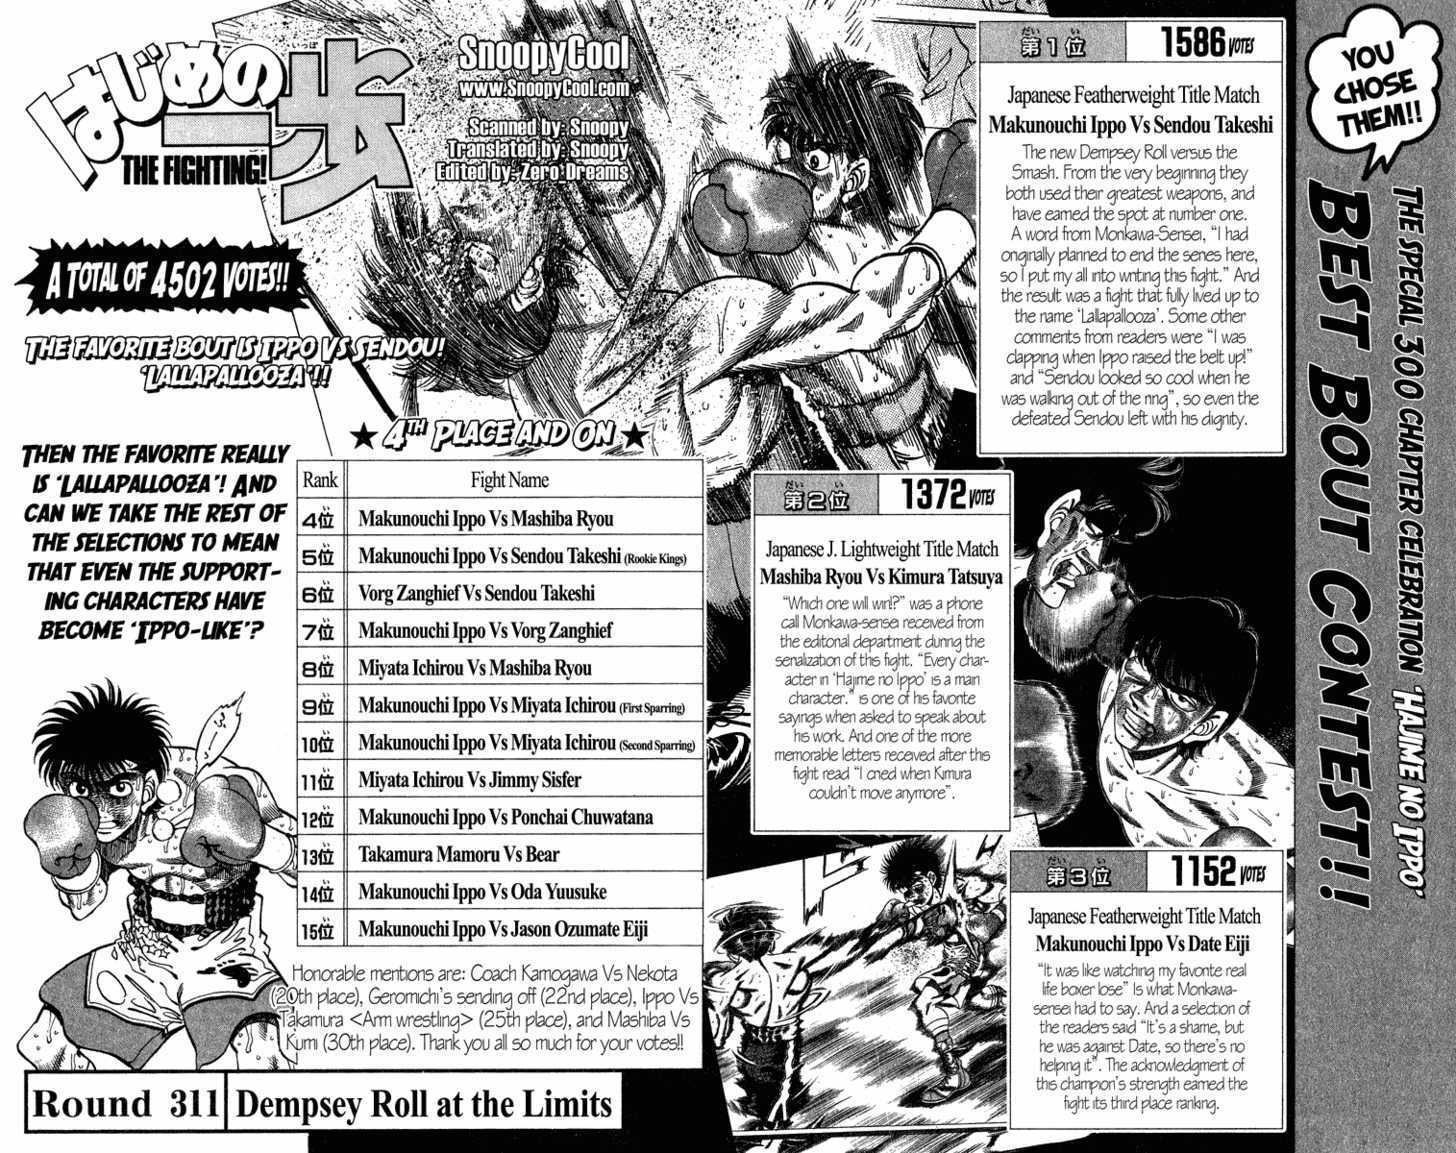 はじめの一歩
いっぽ
THE FIGHTING!
SnoopyCool
www.SnoopyCool.com
Scanned by: Snoopy
Translated by: Snoopy
Edited by: Zero_Dreams
A TOTAL OF 4502 VOTES!!
THE FAVORITE BOUT IS IPPO VS SENDOU!
'LALLAPALLOOZA'!!
THEN THE FAVORITE REALLY
IS 'LALLAPALLOOZA'! AND
CAN WE TAKE THE REST OF
THE SELECTIONS TO MEAN
THAT EVEN THE SUPPORT-
ING CHARACTERS HAVE
BECOME 'IPPO-LIKE'?
YOU
CHOSE
THEM!!
THE SPECIAL 300 CHAPTER CELEBRATION 'HAJIME NO IPPO'
BEST BOUT CONTEST!!
第1位 1586 VOTES
Japanese Featherweight Title Match
Makunouchi Ippo Vs Sendou Takeshi
The new Dempsey Roll versus the
Smash. From the very beginning they
both used their greatest weapons, and
have earned the spot at number one.
A word from Monkawa-Sensei, "I had
originally planned to end the series here,
so I put my all into writing this fight." And
the result was a fight that fully lived up to
the name 'Lallapallooza'. Some other
comments from readers were "I was
clapping when Ippo raised the belt up!"
and "Sendou looked so cool when he
was walking out of the ring", so even the
defeated Sendou left with his dignity.
第2位 1372 VOTES
Japanese J. Lightweight Title Match
Mashiba Ryou Vs Kimura Tatsuya
"Which one will win!?" was a phone
call Monkawa-sensei received from
the editorial department during the
serialization of this fight. "Every char-
acter in 'Hajime no Ippo' is a main
character." is one of his favorite
sayings when asked to speak about
his work. And one of the more
memorable letters received after this
fight read "I cried when Kimura
couldn't move anymore".
第3位 1152 VOTES
Japanese Featherweight Title Match
Makunouchi Ippo Vs Date Eiji
"It was like watching my favorite real
life boxer lose" Is what Monkawa-
sensei had to say. And a selection of
the readers said "It's a shame, but
he was against Date, so there's no
helping it". The acknowledgment of
this champion's strength earned the
fight its third place ranking.
★ 4TH PLACE AND ON ★
Rank Fight Name
4位 Makunouchi Ippo Vs Mashiba Ryou
5位 Makunouchi Ippo Vs Sendou Takeshi (Rookie Kings)
6位 Vorg Zanghief Vs Sendou Takeshi
7位 Makunouchi Ippo Vs Vorg Zanghief
8位 Miyata Ichirou Vs Mashiba Ryou
9位 Makunouchi Ippo Vs Miyata Ichirou (First Sparring)
10位 Makunouchi Ippo Vs Miyata Ichirou (Second Sparring)
11位 Miyata Ichirou Vs Jimmy Sisfer
12位 Makunouchi Ippo Vs Ponchai Chuwatana
13位 Takamura Mamoru Vs Bear
14位 Makunouchi Ippo Vs Oda Yuusuke
15位 Makunouchi Ippo Vs Jason Ozumate Eiji
Honorable mentions are: Coach Kamogawa Vs Nekota
(20th place), Geromichi's sending off (22nd place), Ippo Vs
Takamura <Arm wrestling> (25th place), and Mashiba Vs
Kumi (30th place). Thank you all so much for your votes!!
Round 311 Dempsey Roll at the Limits